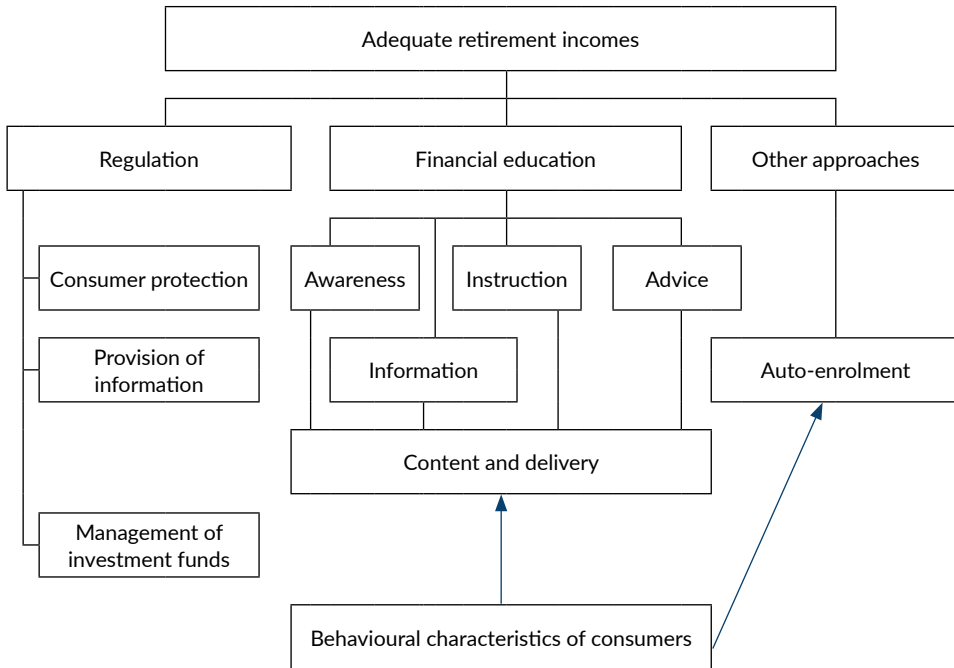 Adequate retirement incomes
Regulation
Financial education
Other approaches
Consumer protection
Awareness
Instruction
Advice
Provision of
information
Information
Auto-enrolment
Content and delivery
Management of
investment funds
Behavioural characteristics of consumers